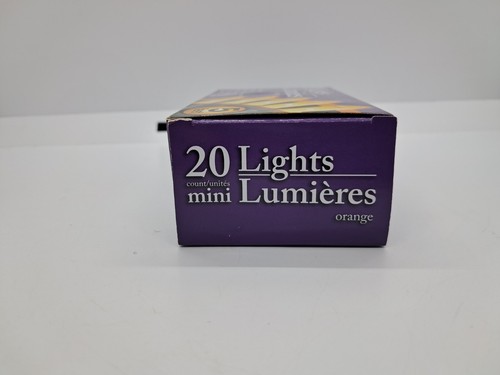 20 Lights
count/unités
mini Lumières
orange